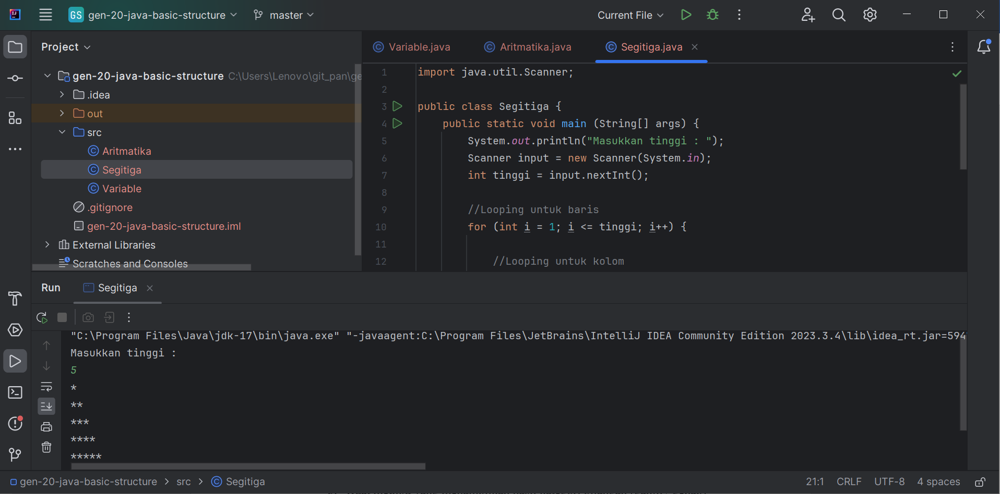 GS gen-20-java-basic-structure master Current File
Project
Variable.java Aritmatika.java Segitiga.java
gen-20-java-basic-structure C:\Users\Lenovo\git_pan\ge
.idea
out
src
Aritmatika
Segitiga
Variable
.gitignore
gen-20-java-basic-structure.iml
External Libraries
Scratches and Consoles
1 import java.util.Scanner;
2
3 public class Segitiga {
4 public static void main (String[] args) {
5 System.out.println("Masukkan tinggi : ");
6 Scanner input = new Scanner(System.in);
7 int tinggi = input.nextInt();
8
9 //Looping untuk baris
10 for (int i = 1; i <= tinggi; i++) {
11
12 //Looping untuk kolom
Run Segitiga
"C:\Program Files\Java\jdk-17\bin\java.exe" "-javaagent:C:\Program Files\JetBrains\IntelliJ IDEA Community Edition 2023.3.4\lib\idea_rt.jar=594
Masukkan tinggi :
5
*
**
***
****
*****
gen-20-java-basic-structure > src > Segitiga
21:1 CRLF UTF-8 4 spaces